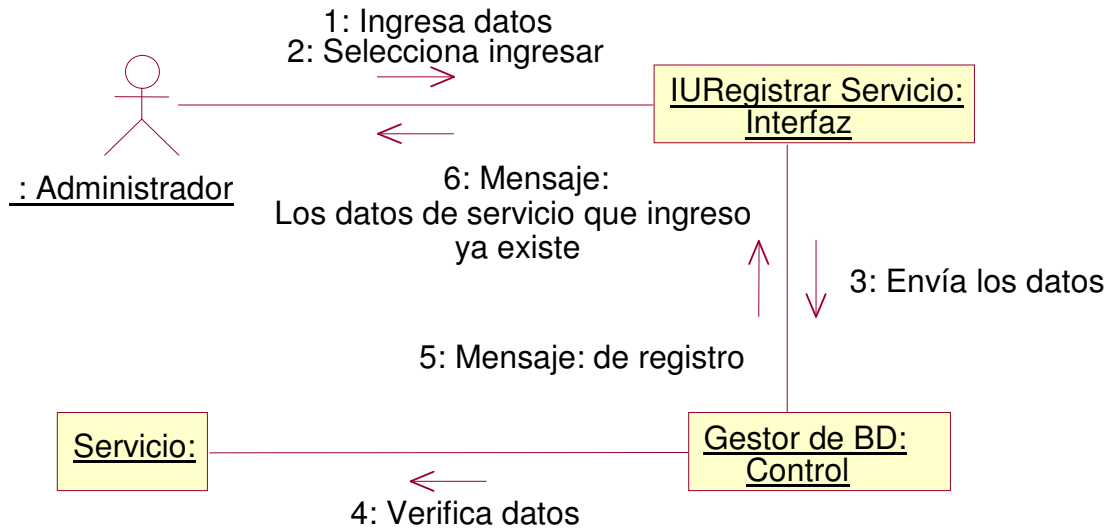 1: Ingresa datos
2: Selecciona ingresar
IURegistrar Servicio:
Interfaz
: Administrador
6: Mensaje:
Los datos de servicio que ingreso
ya existe
3: Envía los datos
5: Mensaje: de registro
Servicio:
Gestor de BD:
Control
4: Verifica datos